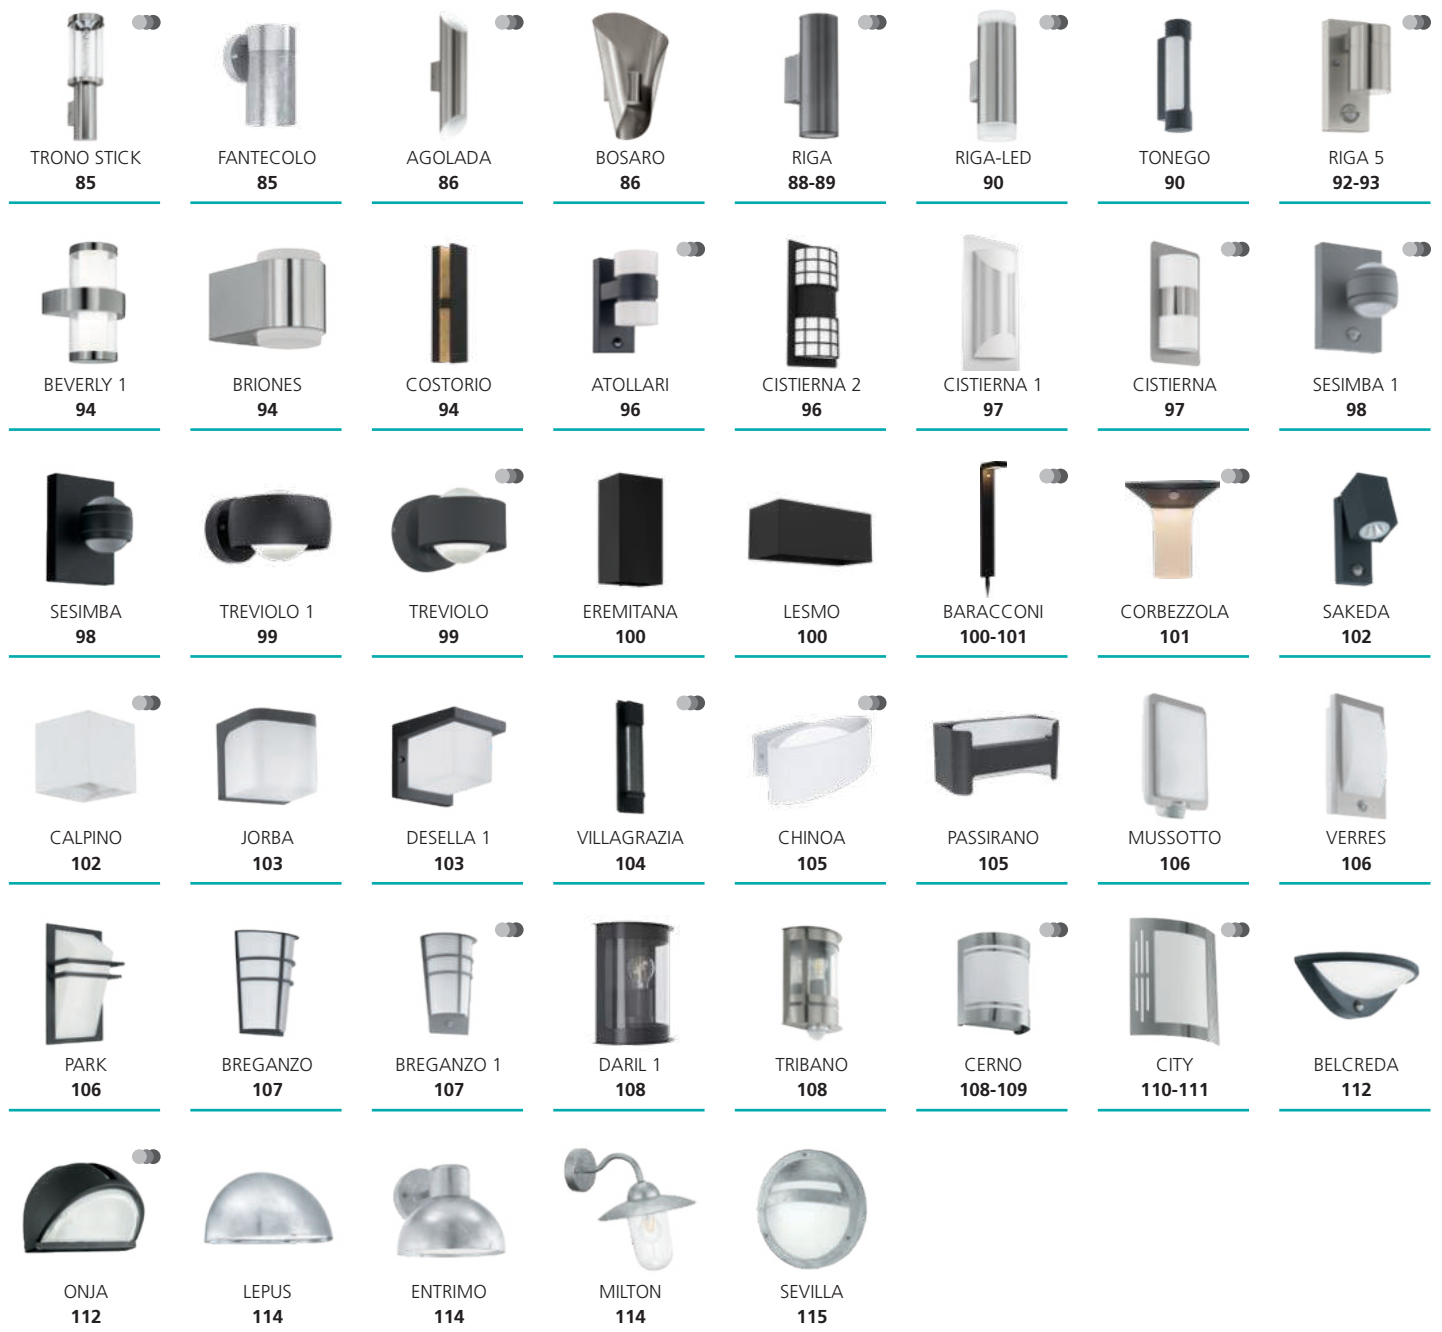 TRONO STICK
85
FANTECOLO
85
AGOLADA
86
BOSARO
86
RIGA
88-89
RIGA-LED
90
TONEGO
90
RIGA 5
92-93
BEVERLY 1
94
BRIONES
94
COSTORIO
94
ATOLLARI
96
CISTIERNA 2
96
CISTIERNA 1
97
CISTIERNA
97
SESIMBA 1
98
SESIMBA
98
TREVIOLO 1
99
TREVIOLO
99
EREMITANA
100
LESMO
100
BARACCONI
100-101
CORBEZZOLA
101
SAKEDA
102
CALPINO
102
JORBA
103
DESELLA 1
103
VILLAGRAZIA
104
CHINOA
105
PASSIRANO
105
MUSSOTTO
106
VERRES
106
PARK
106
BREGANZO
107
BREGANZO 1
107
DARIL 1
108
TRIBANO
108
CERNO
108-109
CITY
110-111
BELCREDA
112
ONJA
112
LEPUS
114
ENTRIMO
114
MILTON
114
SEVILLA
115